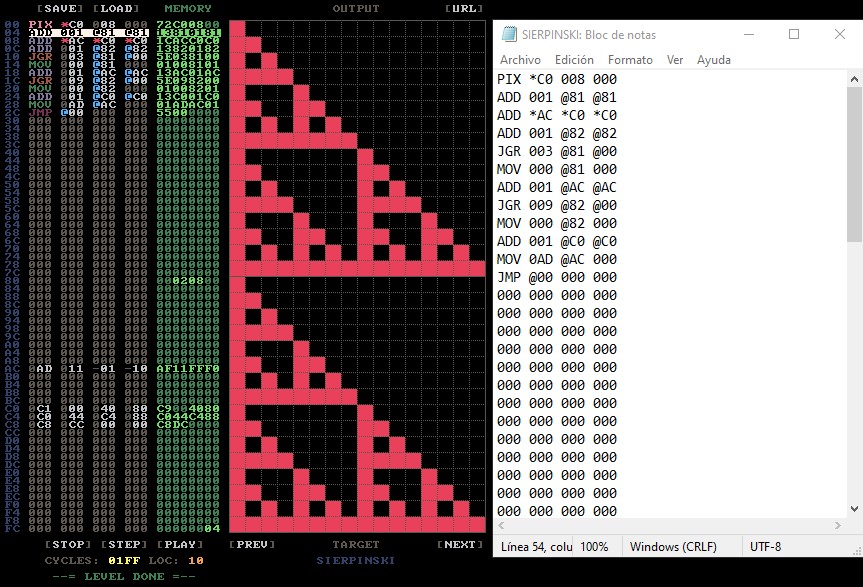 [SAVE] [LOAD] MEMORY
00 PIX *C0 008 000 72C00800
04 ADD 001 @81 @81 13810181
08 ADD *AC *C0 *C0 1CACC0C0
0C ADD 001 @82 @82 13820182
10 JGR 003 @81 @00 5E038100
14 MOV 000 @81 000 01008101
18 ADD 001 @AC @AC 13AC01AC
1C JGR 009 @82 @00 5E098200
20 MOV 000 @82 000 01008201
24 ADD 001 @C0 @C0 13C001C0
28 MOV 0AD @AC 000 01ADAC01
2C JMP @00 000 000 55000000
30 000 000 000 000 00000000
34 000 000 000 000 00000000
38 000 000 000 000 00000000
3C 000 000 000 000 00000000
40 000 000 000 000 00000000
44 000 000 000 000 00000000
48 000 000 000 000 00000000
4C 000 000 000 000 00000000
50 000 000 000 000 00000000
54 000 000 000 000 00000000
58 000 000 000 000 00000000
5C 000 000 000 000 00000000
60 000 000 000 000 00000000
64 000 000 000 000 00000000
68 000 000 000 000 00000000
6C 000 000 000 000 00000000
70 000 000 000 000 00000000
74 000 000 000 000 00000000
78 000 000 000 000 00000000
7C 000 000 000 000 00000000
80 000 000 000 000 00020800
84 000 000 000 000 00000000
88 000 000 000 000 00000000
8C 000 000 000 000 00000000
90 000 000 000 000 00000000
94 000 000 000 000 00000000
98 000 000 000 000 00000000
9C 000 000 000 000 00000000
A0 000 000 000 000 00000000
A4 000 000 000 000 00000000
A8 000 000 000 000 00000000
AC 0AD 011 -01 -10 AF11FFF0
B0 000 000 000 000 00000000
B4 000 000 000 000 00000000
B8 000 000 000 000 00000000
BC 000 000 000 000 00000000
C0 0C1 000 040 080 C9004080
C4 0C0 044 0C4 088 C044C488
C8 0C8 0CC 000 000 C8DC0000
CC 000 000 000 000 00000000
D0 000 000 000 000 00000000
D4 000 000 000 000 00000000
D8 000 000 000 000 00000000
DC 000 000 000 000 00000000
E0 000 000 000 000 00000000
E4 000 000 000 000 00000000
E8 000 000 000 000 00000000
EC 000 000 000 000 00000000
F0 000 000 000 000 00000000
F4 000 000 000 000 00000000
F8 000 000 000 000 00000000
FC 000 000 000 000 00000004
[STOP] [STEP] [PLAY]
CYCLES: 01FF LOC: 10
--= LEVEL DONE =--
OUTPUT [URL]
[PREV] TARGET [NEXT]
SIERPINSKI
SIERPINSKI: Bloc de notas
Archivo Edición Formato Ver Ayuda
PIX *C0 008 000
ADD 001 @81 @81
ADD *AC *C0 *C0
ADD 001 @82 @82
JGR 003 @81 @00
MOV 000 @81 000
ADD 001 @AC @AC
JGR 009 @82 @00
MOV 000 @82 000
ADD 001 @C0 @C0
MOV 0AD @AC 000
JMP @00 000 000
000 000 000 000
000 000 000 000
000 000 000 000
000 000 000 000
000 000 000 000
000 000 000 000
000 000 000 000
000 000 000 000
000 000 000 000
000 000 000 000
000 000 000 000
000 000 000 000
000 000 000 000
Línea 54, colu 100% Windows (CRLF) UTF-8